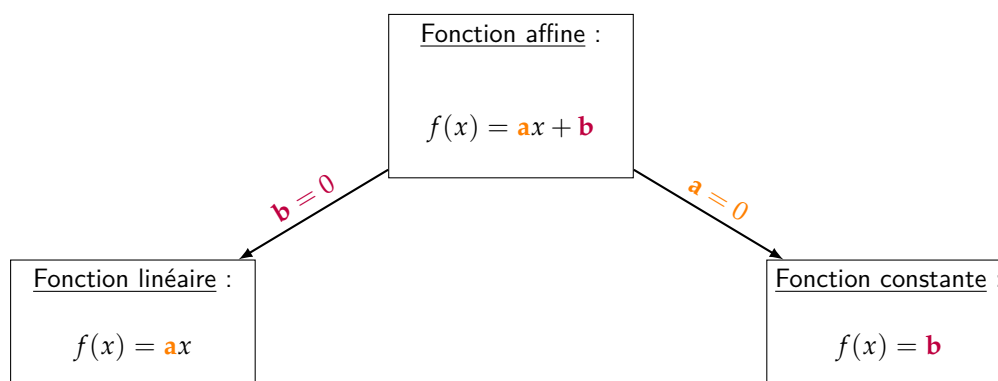 Fonction affine :
f(x) = ax + b
b = 0
a = 0
Fonction linéaire :
f(x) = ax
Fonction constante :
f(x) = b